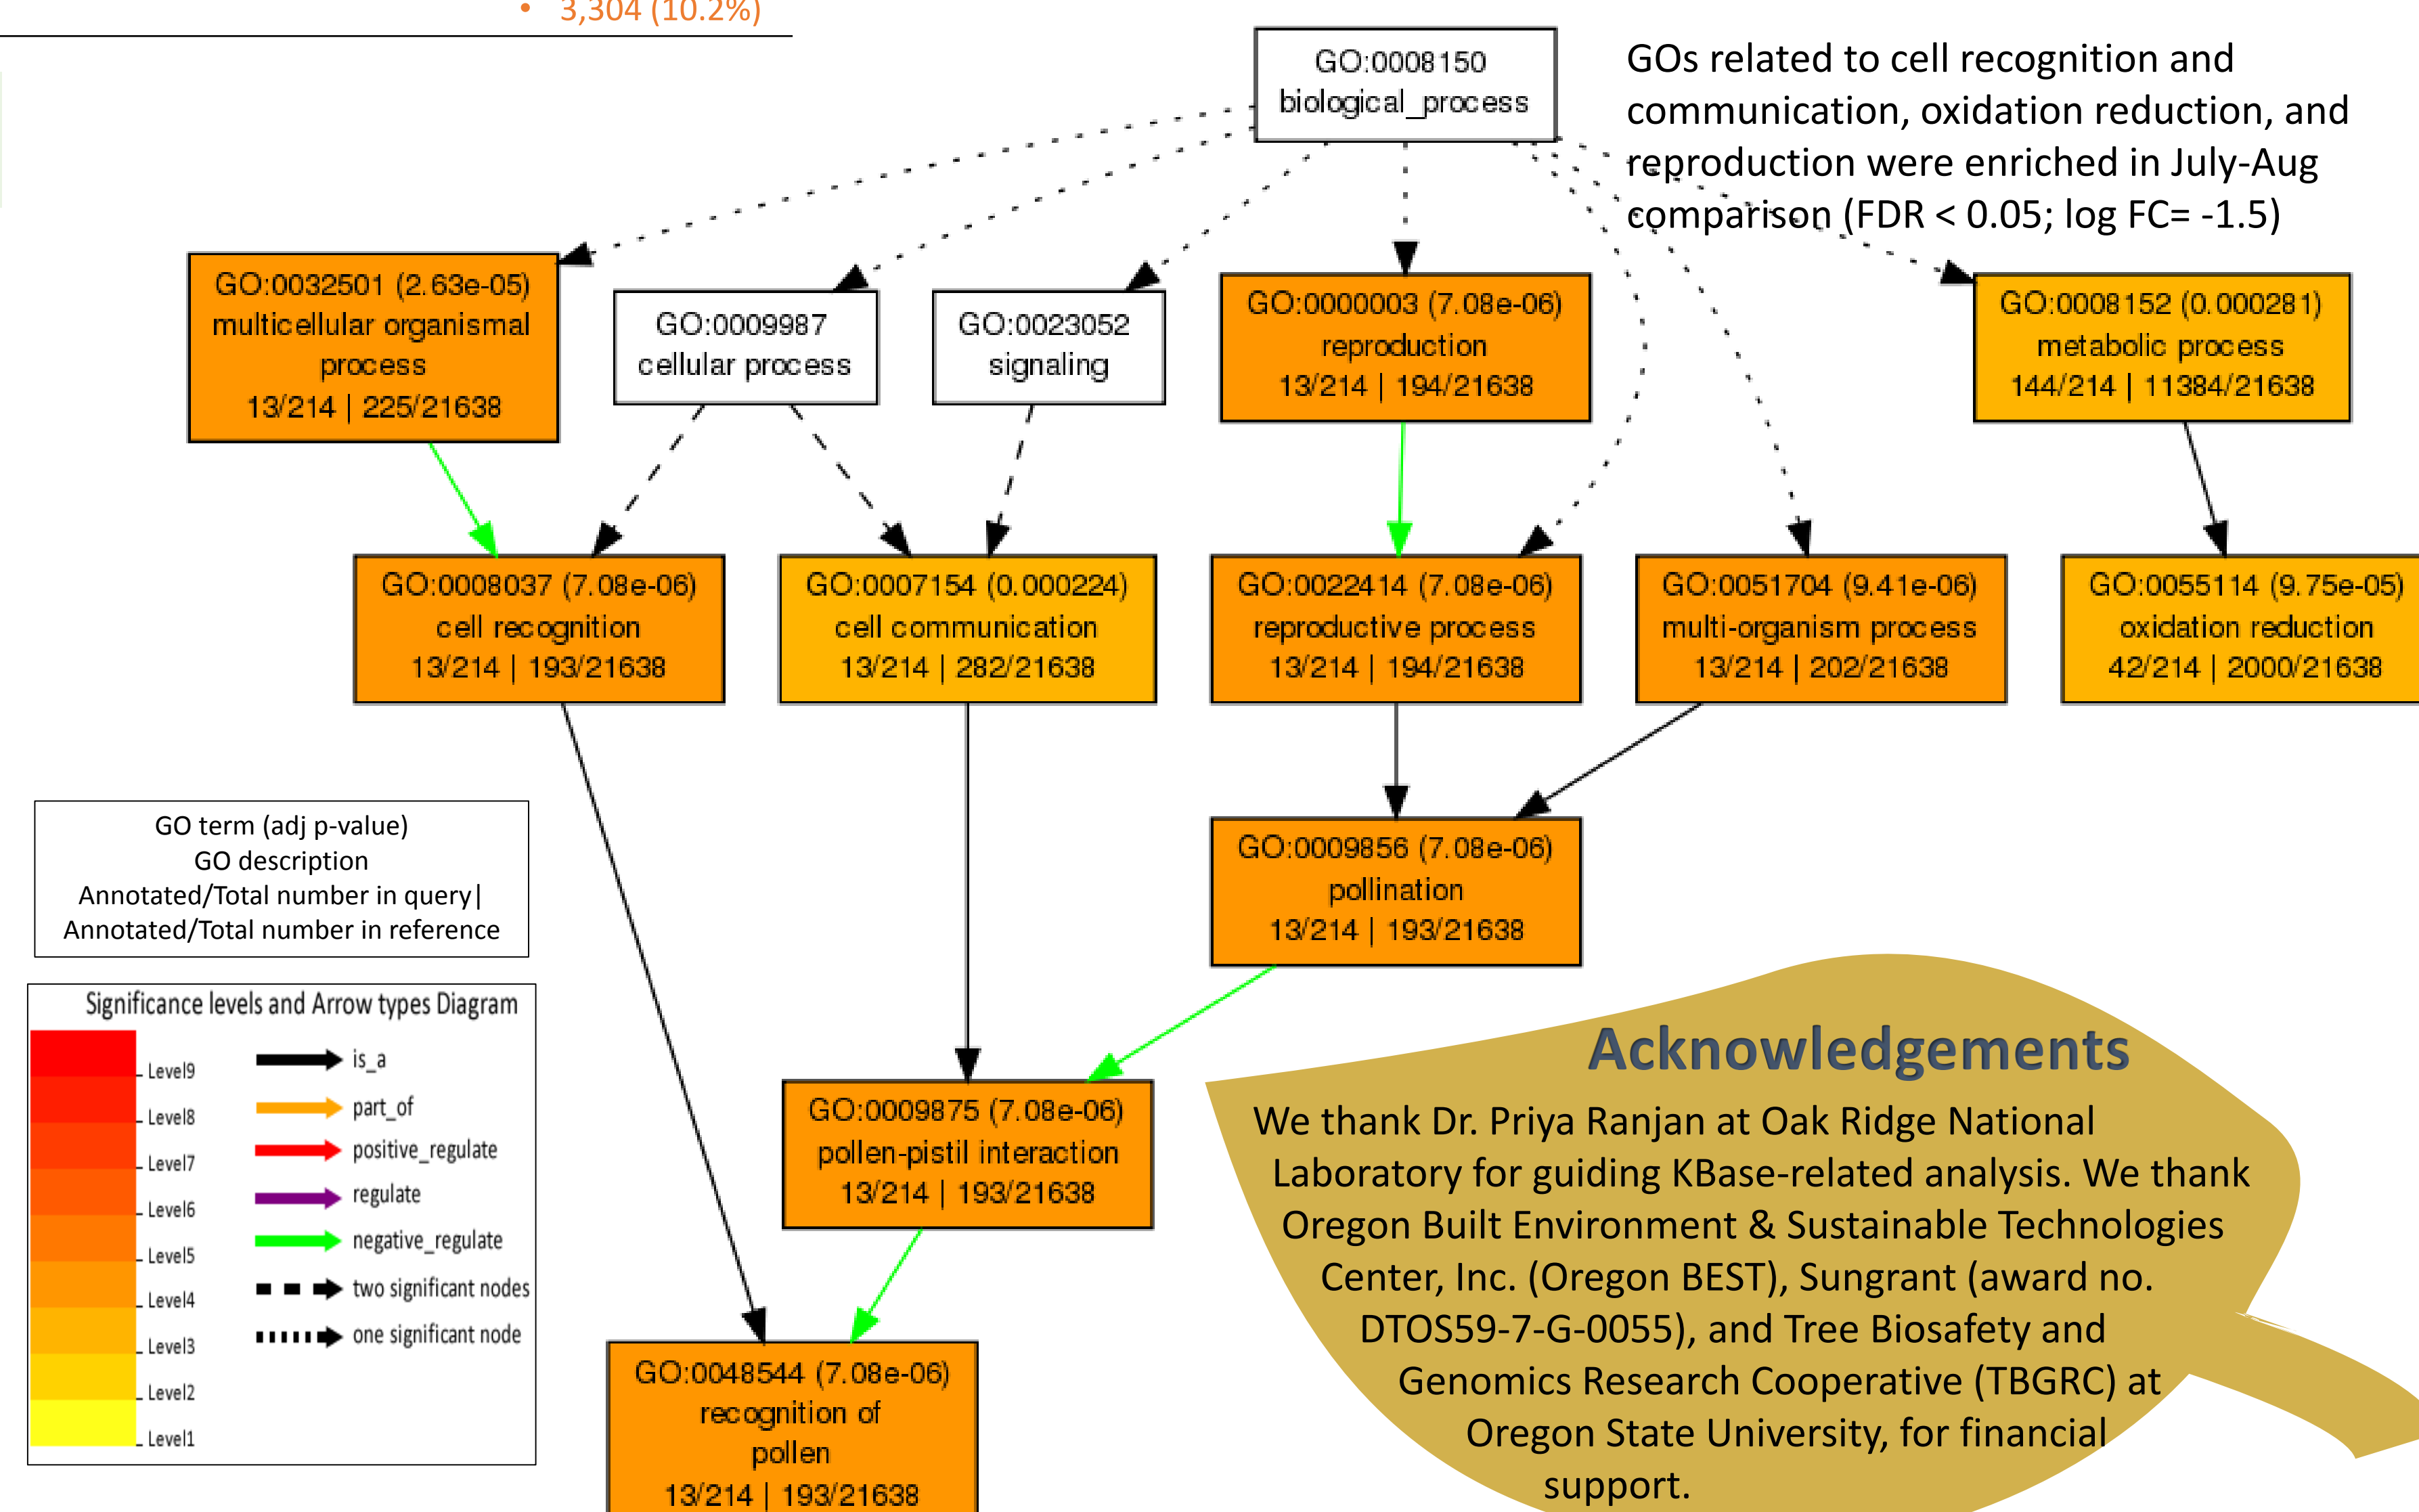 • 3,304 (10.2%)
GO:0008150
biological_process
GOs related to cell recognition and
communication, oxidation reduction, and
reproduction were enriched in July-Aug
comparison (FDR < 0.05; log FC= -1.5)
GO:0032501 (2.63e-05)
multicellular organismal
process
13/214 | 225/21638
GO:0009987
cellular process
GO:0023052
signaling
GO:0000003 (7.08e-06)
reproduction
13/214 | 194/21638
GO:0008152 (0.000281)
metabolic process
144/214 | 11384/21638
GO:0008037 (7.08e-06)
cell recognition
13/214 | 193/21638
GO:0007154 (0.000224)
cell communication
13/214 | 282/21638
GO:0022414 (7.08e-06)
reproductive process
13/214 | 194/21638
GO:0051704 (9.41e-06)
multi-organism process
13/214 | 202/21638
GO:0055114 (9.75e-05)
oxidation reduction
42/214 | 2000/21638
GO term (adj p-value)
GO description
Annotated/Total number in query|
Annotated/Total number in reference
GO:0009856 (7.08e-06)
pollination
13/214 | 193/21638
Significance levels and Arrow types Diagram
Level9
Level8
Level7
Level6
Level5
Level4
Level3
Level2
Level1
is_a
part_of
positive_regulate
regulate
negative_regulate
two significant nodes
one significant node
GO:0009875 (7.08e-06)
pollen-pistil interaction
13/214 | 193/21638
GO:0048544 (7.08e-06)
recognition of
pollen
13/214 | 193/21638
Acknowledgements
We thank Dr. Priya Ranjan at Oak Ridge National
Laboratory for guiding KBase-related analysis. We thank
Oregon Built Environment & Sustainable Technologies
Center, Inc. (Oregon BEST), Sungrant (award no.
DTOS59-7-G-0055), and Tree Biosafety and
Genomics Research Cooperative (TBGRC) at
Oregon State University, for financial
support.